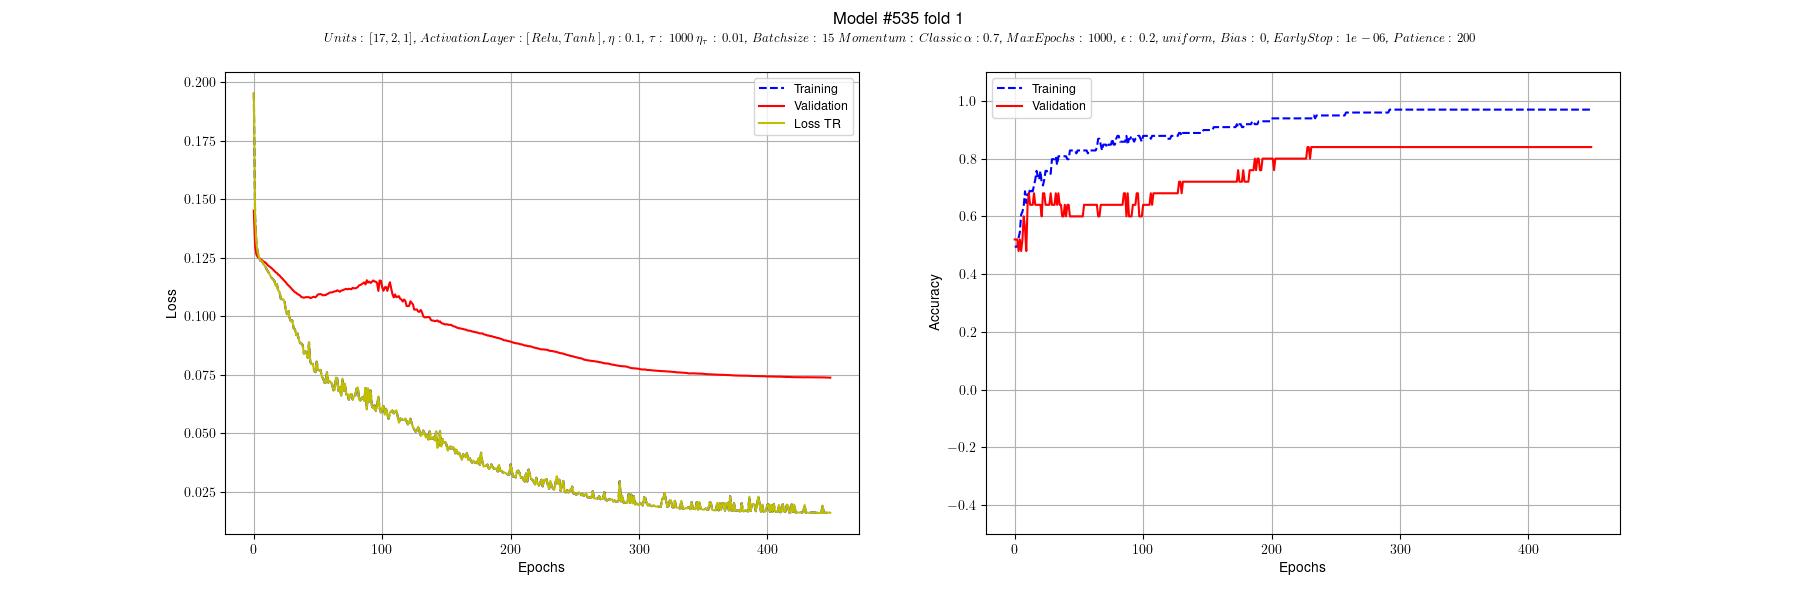 Model #535 fold 1
Units : [17, 2, 1], ActivationLayer : [Relu, Tanh], η : 0.1, τ : 1000 ητ : 0.01, Batchsize : 15 Momentum : Classic α : 0.7, MaxEpochs : 1000, ϵ : 0.2, uniform, Bias : 0, EarlyStop : 1e − 06, Patience : 200
0.200
0.175
0.150
0.125
0.100
0.075
0.050
0.025
Loss
0 100 200 300 400
Epochs
Training
Validation
Loss TR
1.0
0.8
0.6
0.4
0.2
0.0
−0.2
−0.4
Accuracy
0 100 200 300 400
Epochs
Training
Validation